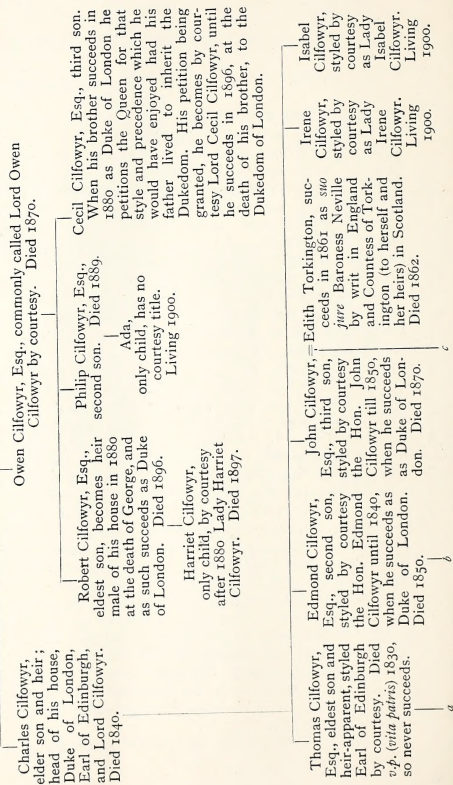 Charles Cilfowyr,
elder son and heir;
head of his house,
Duke of London,
Earl of Edinburgh,
and Lord Cilfowyr.
Died 1840.
Owen Cilfowyr, Esq., commonly called Lord Owen
Cilfowyr by courtesy. Died 1870.
Robert Cilfowyr, Esq.,
eldest son, becomes heir
male of his house in 1880
at the death of George, and
as such succeeds as Duke
of London. Died 1896.
Philip Cilfowyr, Esq.,
second son. Died 1889.
Cecil Cilfowyr, Esq., third son.
When his brother succeeds in
1880 as Duke of London he
petitions the Queen for that
style and precedence which he
would have enjoyed had his
father lived to inherit the
Dukedom. His petition being
granted, he becomes by cour-
tesy Lord Cecil Cilfowyr, until
he succeeds in 1896, at the
death of his brother, to the
Dukedom of London.
Harriet Cilfowyr,
only child, by courtesy
after 1880 Lady Harriet
Cilfowyr. Died 1897.
Ada,
only child, has no
courtesy title.
Living 1900.
Thomas Cilfowyr,
Esq., eldest son and
heir-apparent, styled
Earl of Edinburgh
by courtesy. Died
v.p. (vita patris) 1830,
so never succeeds.
Edmond Cilfowyr,
Esq., second son,
styled by courtesy
the Hon. Edmond
Cilfowyr until 1840,
when he succeeds as
Duke of London.
Died 1850.
John Cilfowyr,
Esq., third son,
styled by courtesy
the Hon. John
Cilfowyr till 1850,
when he succeeds
as Duke of Lon-
don. Died 1870.
=Edith Torkington, suc-
ceeds in 1861 as suo
jure Baroness Neville
by writ in England
and Countess of Tork-
ington (to herself and
her heirs) in Scotland.
Died 1862.
Irene
Cilfowyr,
styled by
courtesy
as Lady
Irene
Cilfowyr.
Living
1900.
Isabel
Cilfowyr,
styled by
courtesy
as Lady
Isabel
Cilfowyr.
Living
1900.
a
b
c